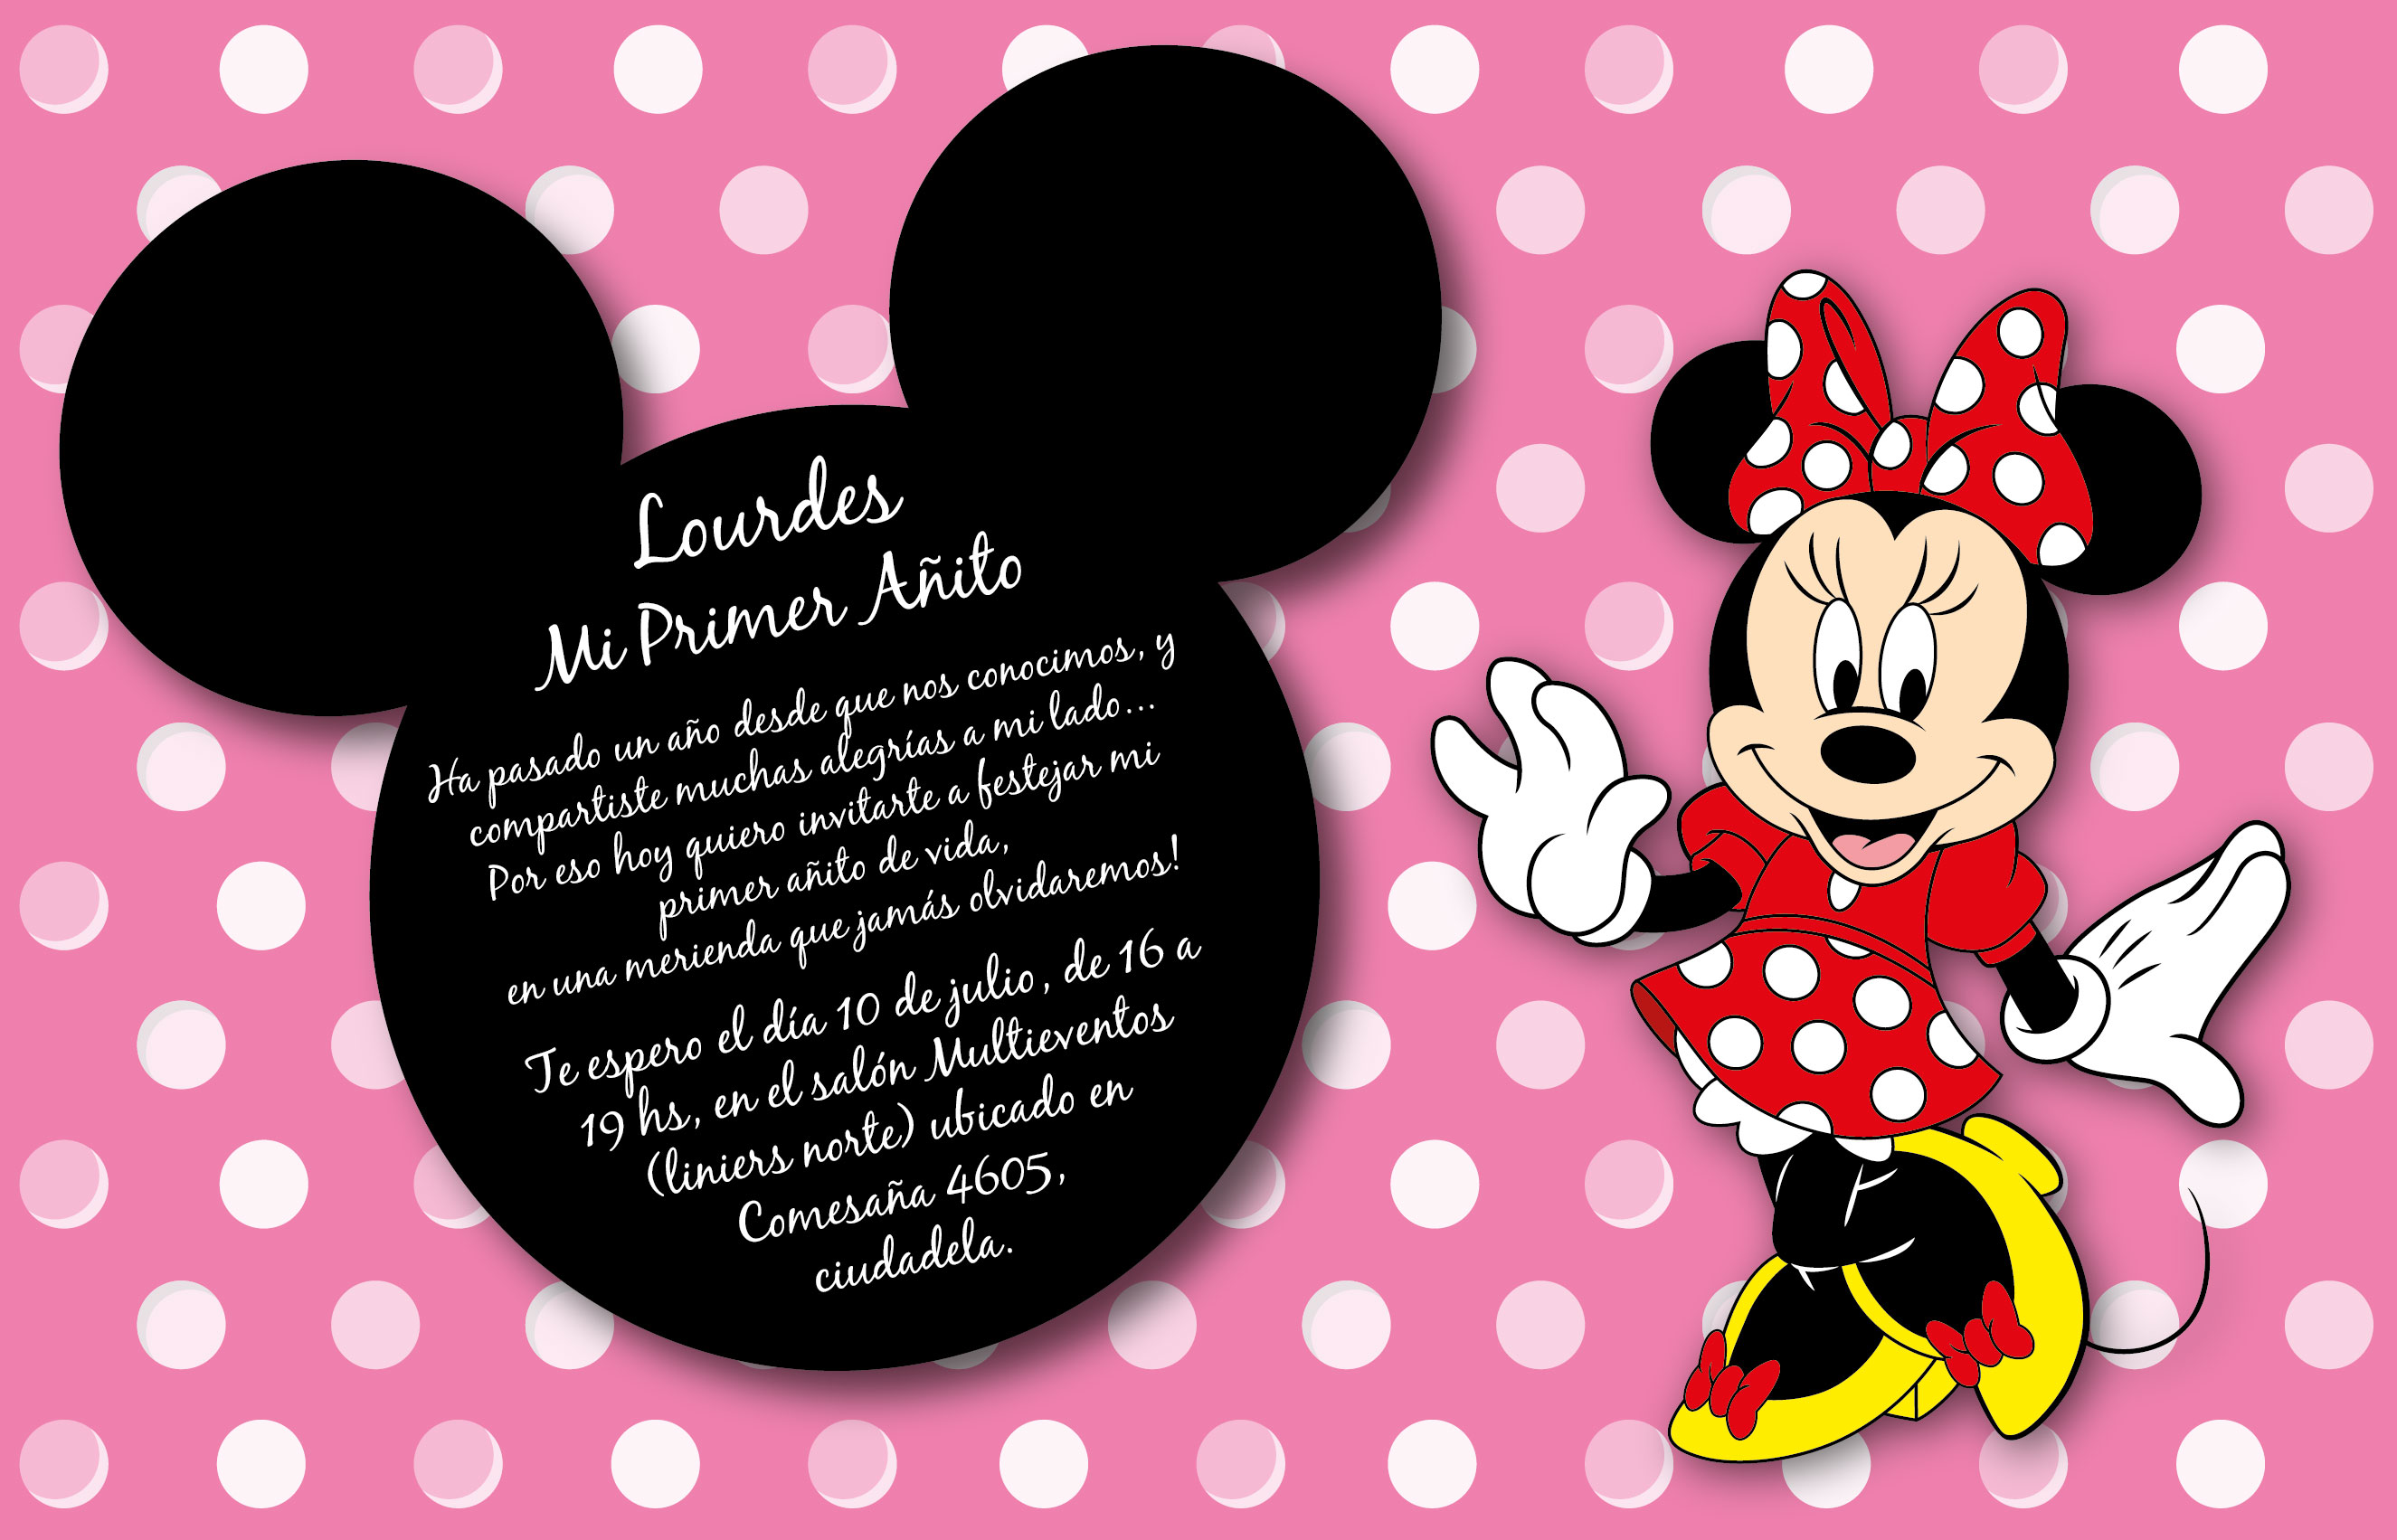 Lourdes
Mi Primer Añito
Ha pasado un año desde que nos conocimos, y
compartiste muchas alegrías a mi lado...
Por eso hoy quiero invitarte a festejar mi
primer añito de vida,
en una merienda que jamás olvidaremos!
Te espero el día 10 de julio, de 16 a
19 hs, en el salón Multieventos
(liniers norte) ubicado en
Comesaña 4605,
ciudadela.